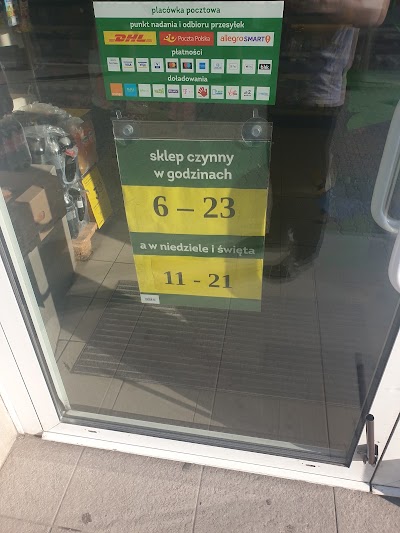 placówka pocztowa
punkt nadania i odbioru przesyłek
DHL Poczta Polska allegro SMART!
płatności
doładowania
sklep czynny
w godzinach
6 – 23
a w niedziele i święta
11 - 21